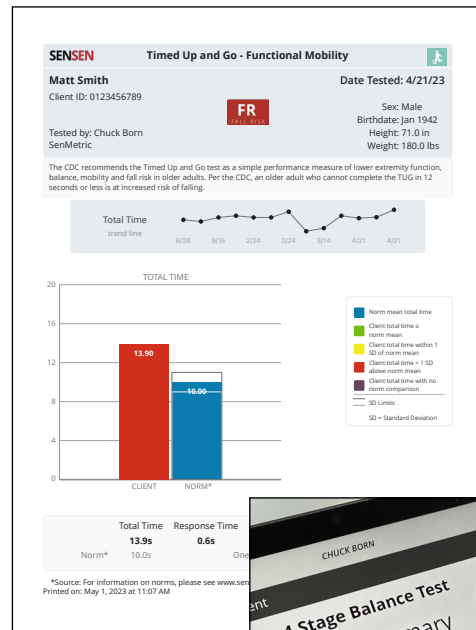 SENSEN
Timed Up and Go - Functional Mobility
Matt Smith
Date Tested: 4/21/23
Client ID: 0123456789
FR
FALL RISK
Sex: Male
Birthdate: Jan 1942
Height: 71.0 in
Weight: 180.0 lbs
Tested by: Chuck Born
SenMetric
The CDC recommends the Timed Up and Go test as a simple performance measure of lower extremity function,
balance, mobility and fall risk in older adults. Per the CDC, an older adult who cannot complete the TUG in 12
seconds or less is at increased risk of falling.
Total Time
trend line
6/28 9/15 2/24 2/24 3/14 4/21 4/21
TOTAL TIME
20
16
12
8
4
0
13.90
10.00
CLIENT NORM*
Norm mean total time
Client total time ≤
norm mean
Client total time within 1
SD of norm mean
Client total time > 1 SD
above norm mean
Client total time with no
norm comparison
SD Limits
SD = Standard Deviation
Total Time Response Time
13.9s 0.6s
Norm* 10.0s One
*Source: For information on norms, please see www.sen
Printed on: May 1, 2023 at 11:07 AM
CHUCK BORN
ent
4 Stage Balance Test
mary